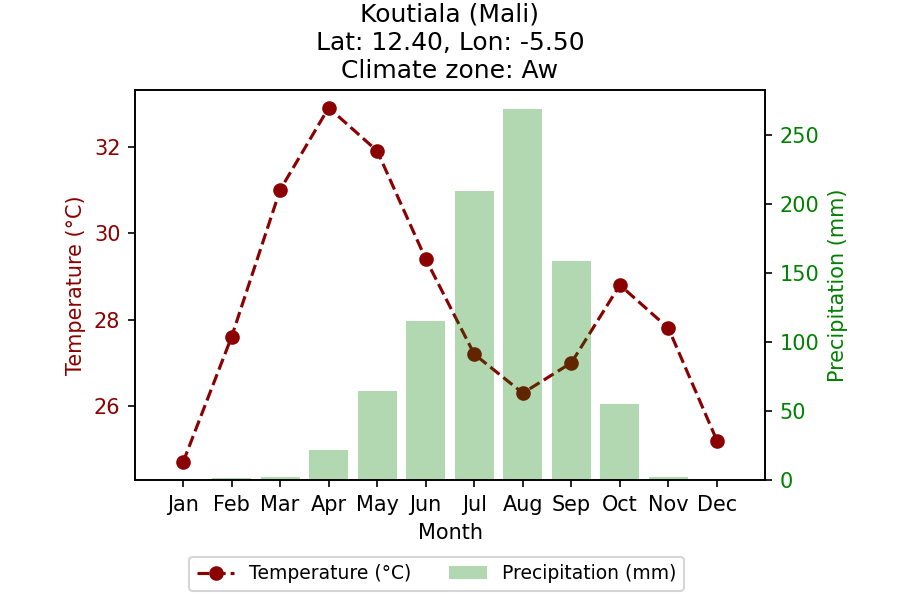 Koutiala (Mali)
Lat: 12.40, Lon: -5.50
Climate zone: Aw
32
30
28
26
Temperature (°C)
250
200
150
100
50
0
Precipitation (mm)
Jan Feb Mar Apr May Jun Jul Aug Sep Oct Nov Dec
Month
Temperature (°C) Precipitation (mm)